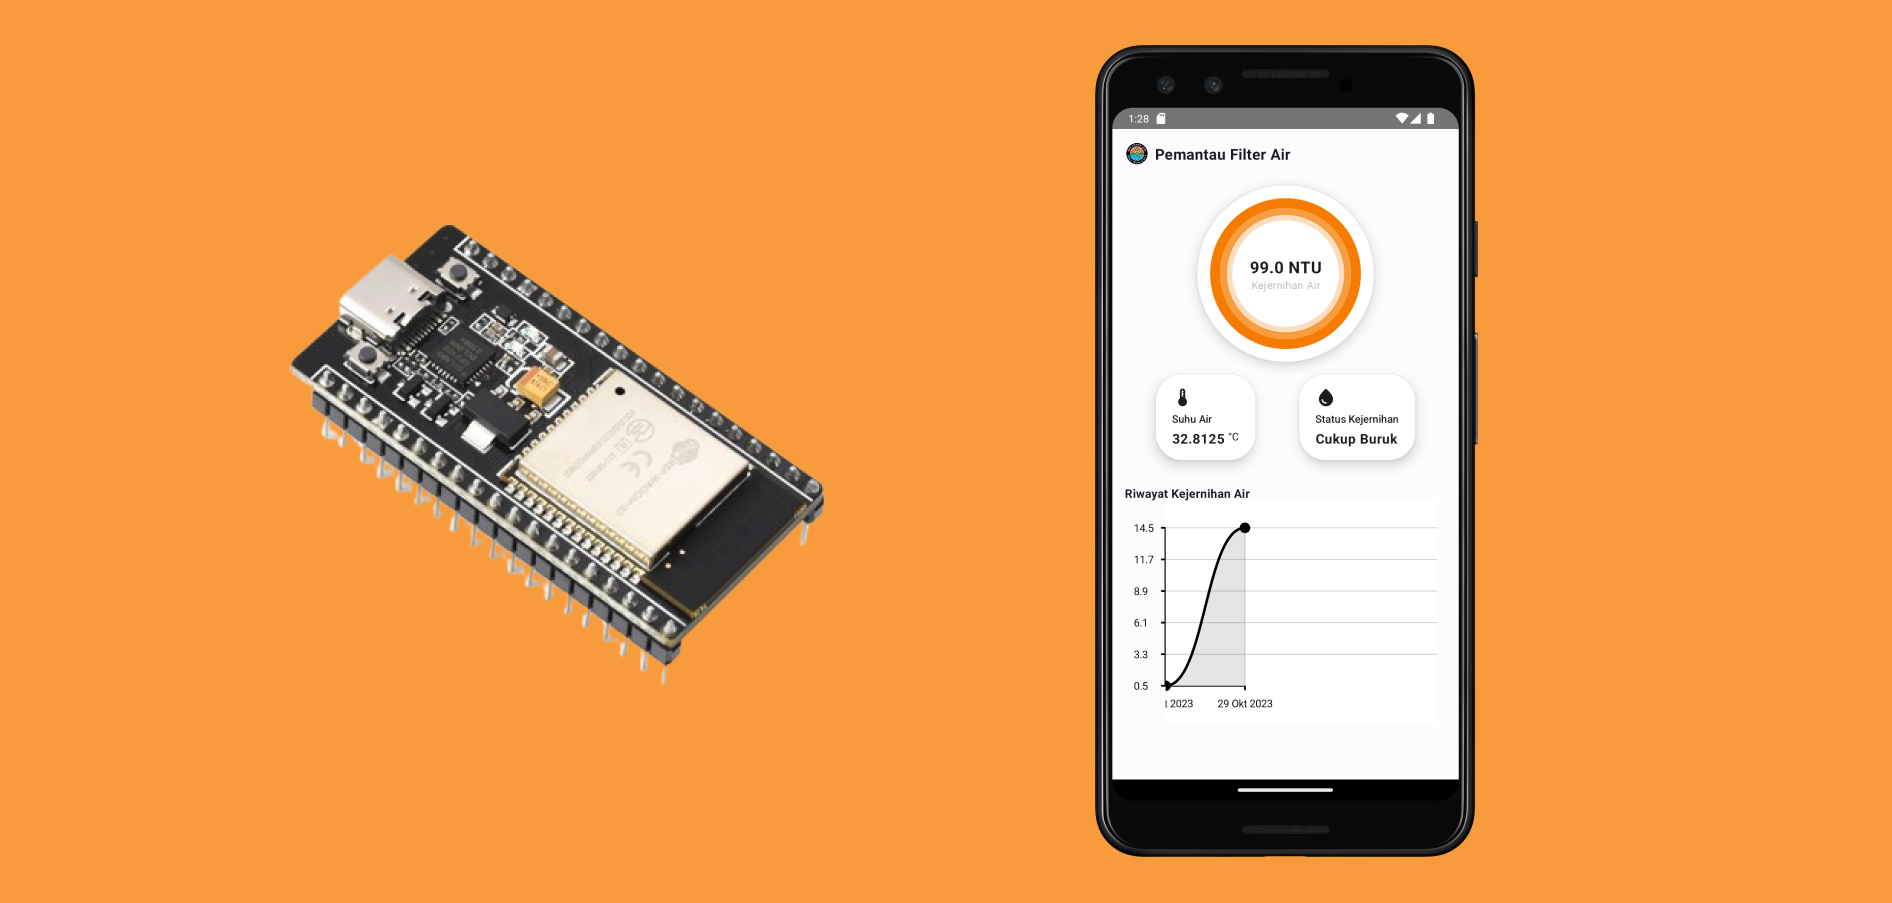 1:28
Pemantau Filter Air
99.0 NTU
Kejernihan Air
Suhu Air
32.8125 °C
Status Kejernihan
Cukup Buruk
Riwayat Kejernihan Air
14.5
11.7
8.9
6.1
3.3
0.5
t 2023
29 Okt 2023